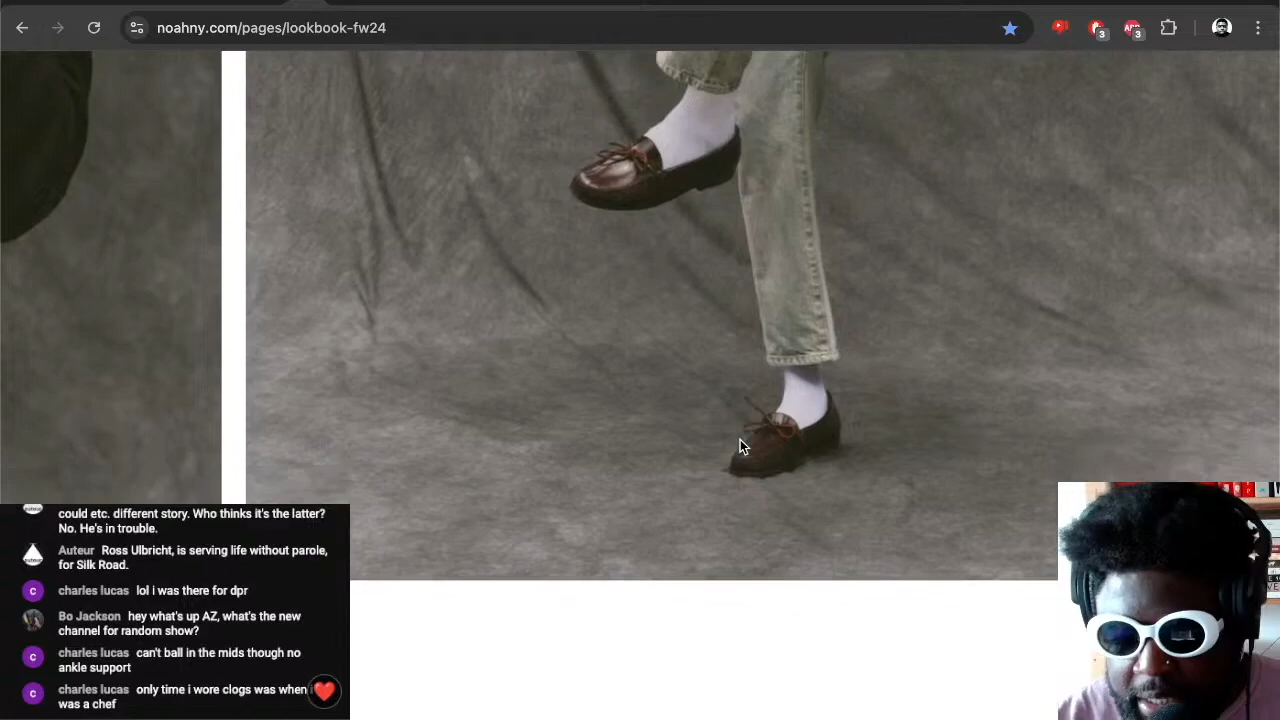 noahny.com/pages/lookbook-fw24
3
3
could etc. different story. Who thinks it's the latter?
No. He's in trouble.
Auteur Ross Ulbricht, is serving life without parole,
for Silk Road.
C charles lucas lol i was there for dpr
Bo Jackson hey what's up AZ, what's the new
channel for random show?
C charles lucas can't ball in the mids though no
ankle support
C charles lucas only time i wore clogs was when
was a chef